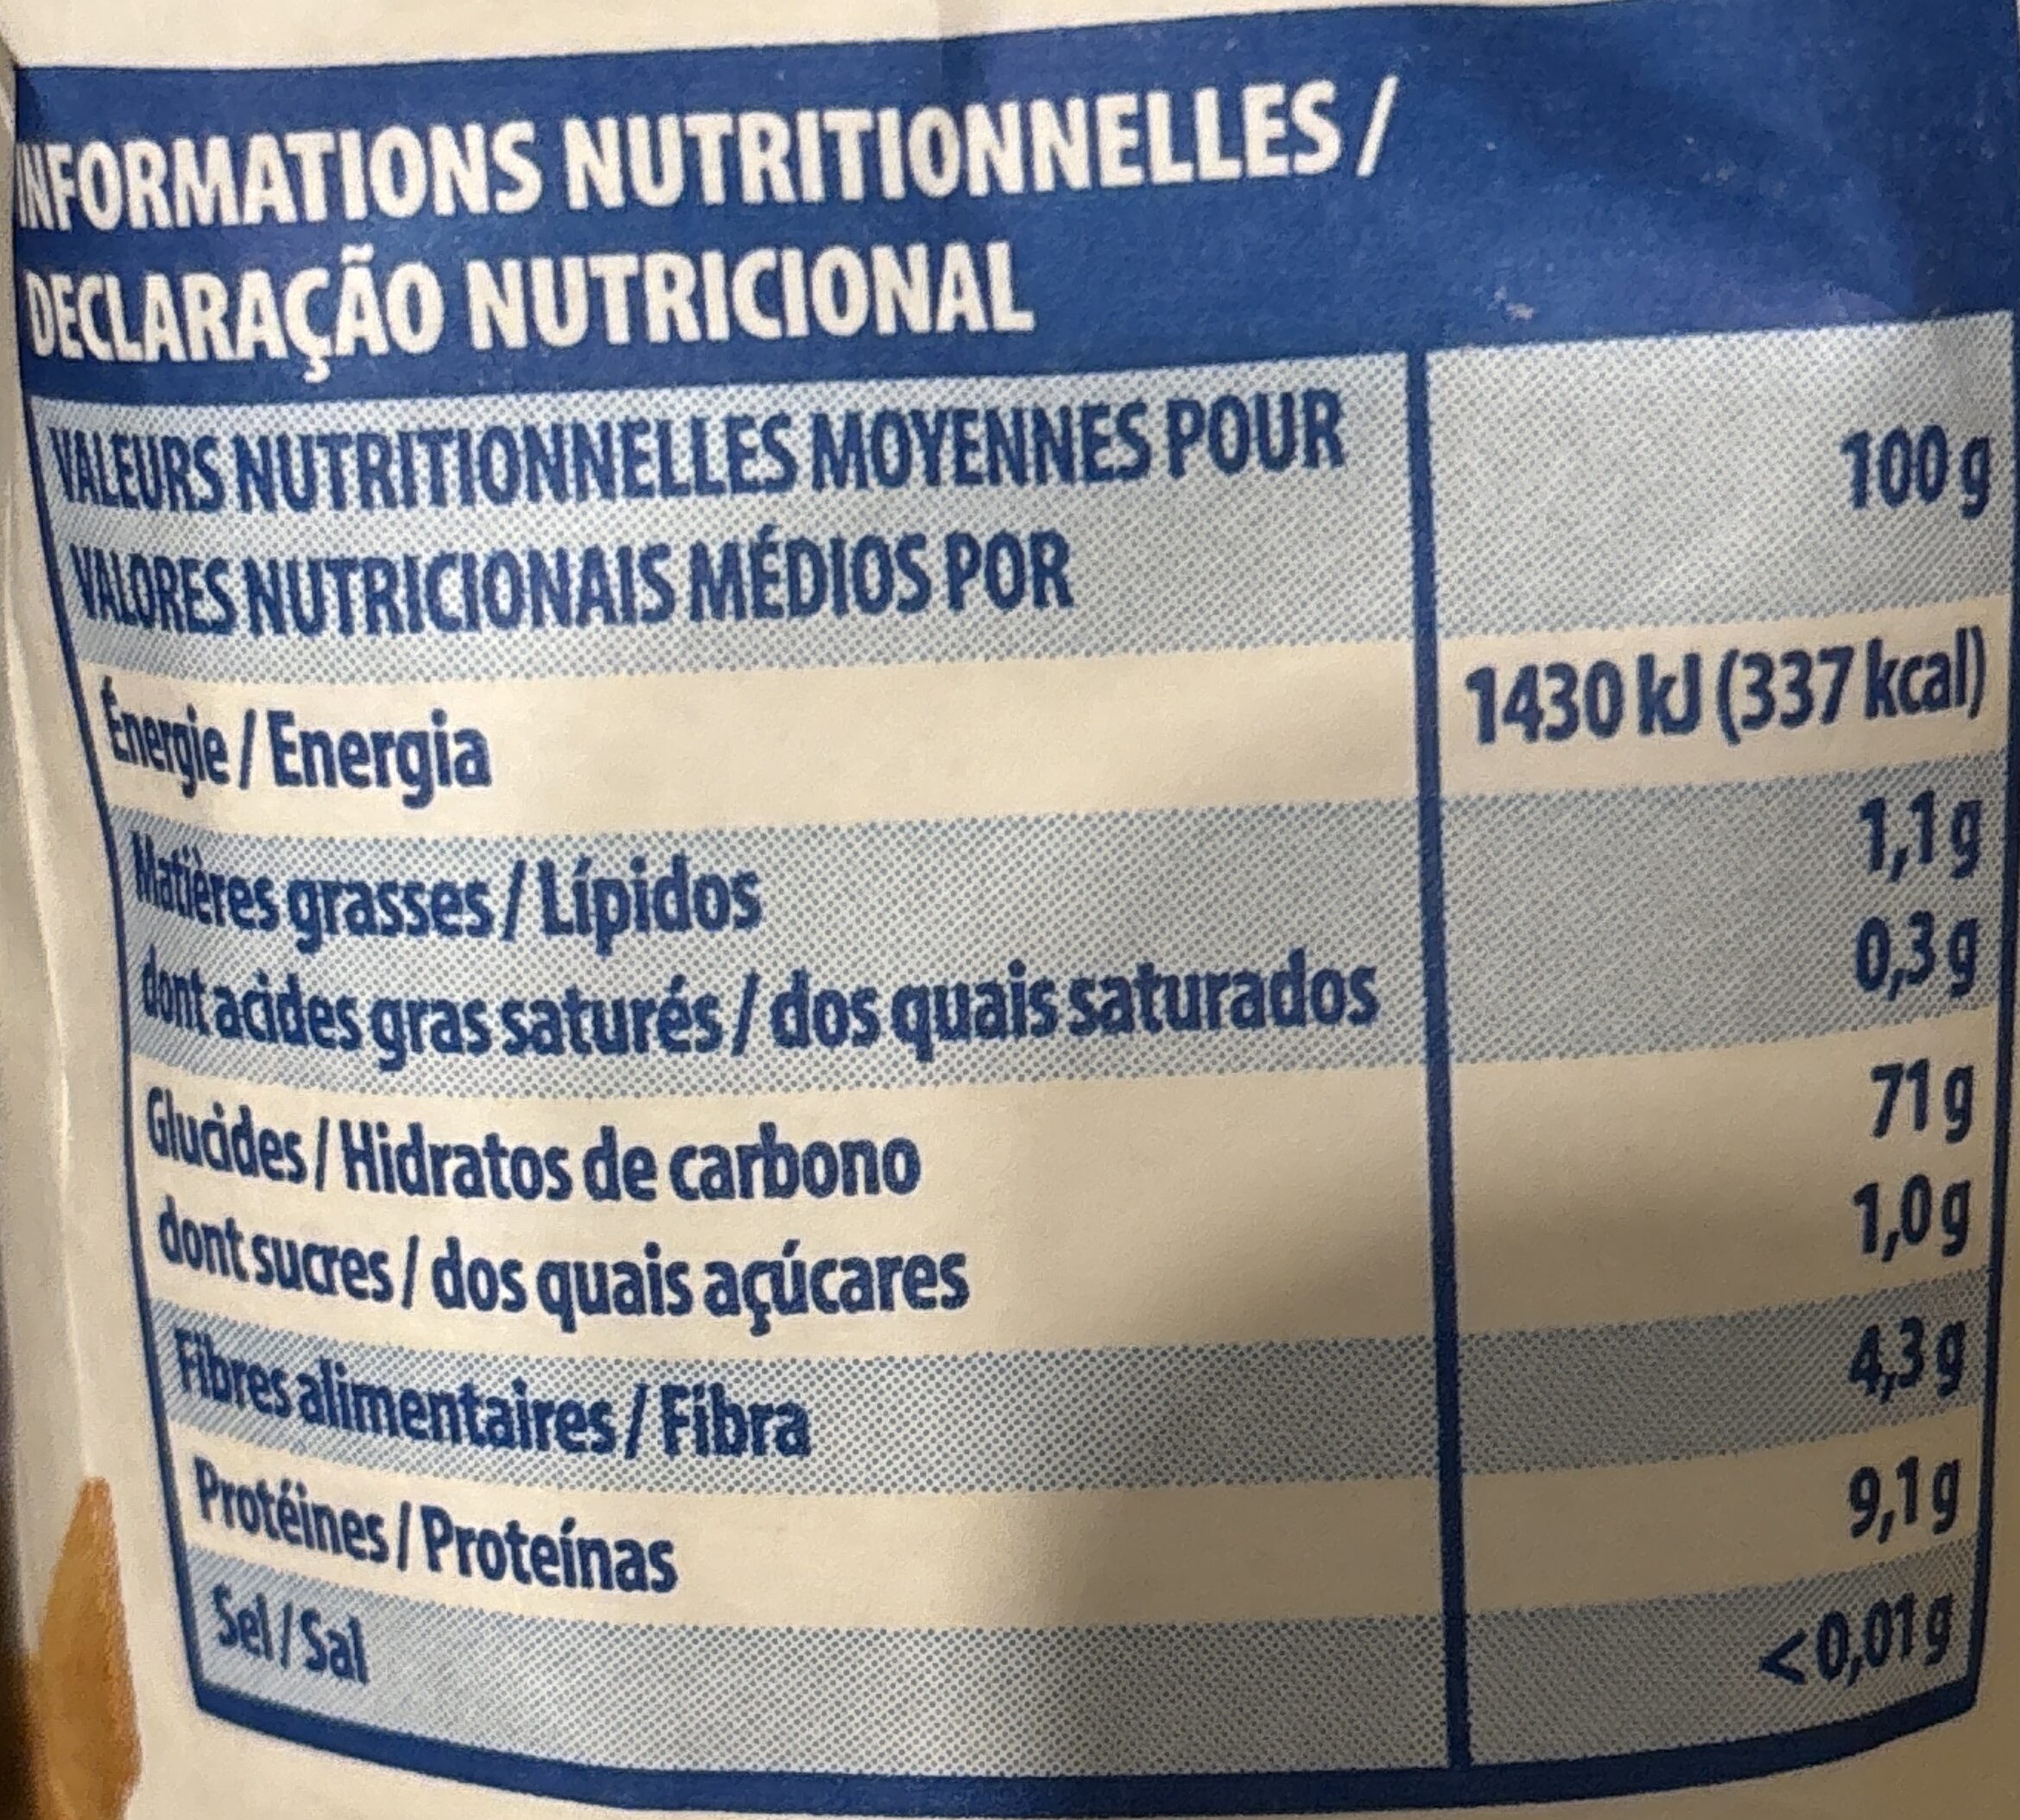 INFORMATIONS NUTRITIONNELLES /
DECLARAÇÃO NUTRICIONAL
VALEURS NUTRITIONNELLES MOYENNES POUR 100 g
VALORES NUTRICIONAIS MÉDIOS POR
Énergie / Energia 1430 kJ (337 kcal)
Matières grasses / Lípidos 1,1 g
dont acides gras saturés / dos quais saturados 0,3 g
Glucides / Hidratos de carbono 71 g
dont sucres / dos quais açúcares 1,0 g
Fibres alimentaires / Fibra 4,3 g
Protéines / Proteínas 9,1 g
Sel / Sal <0,01 g